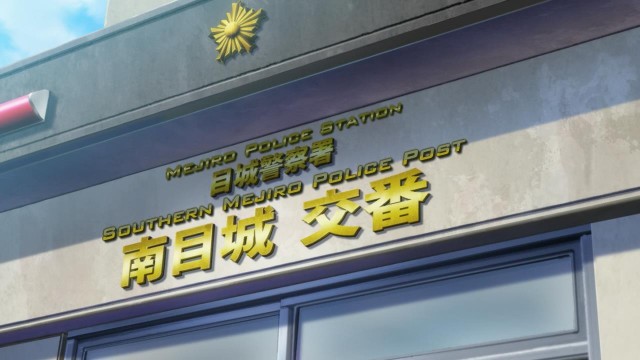 MEJIRO POLICE STATION
目城警察署
SOUTHERN MEJIRO POLICE POST
南目城 交番